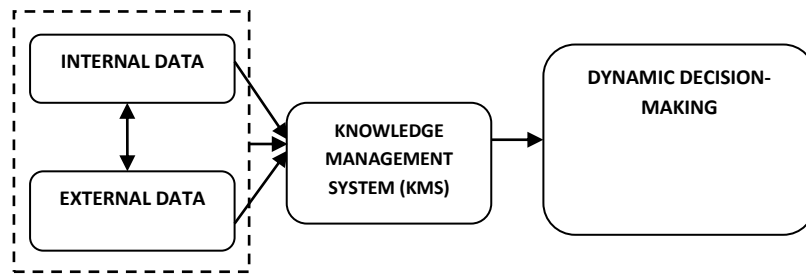 INTERNAL DATA
EXTERNAL DATA
KNOWLEDGE
MANAGEMENT
SYSTEM (KMS)
DYNAMIC DECISION-
MAKING